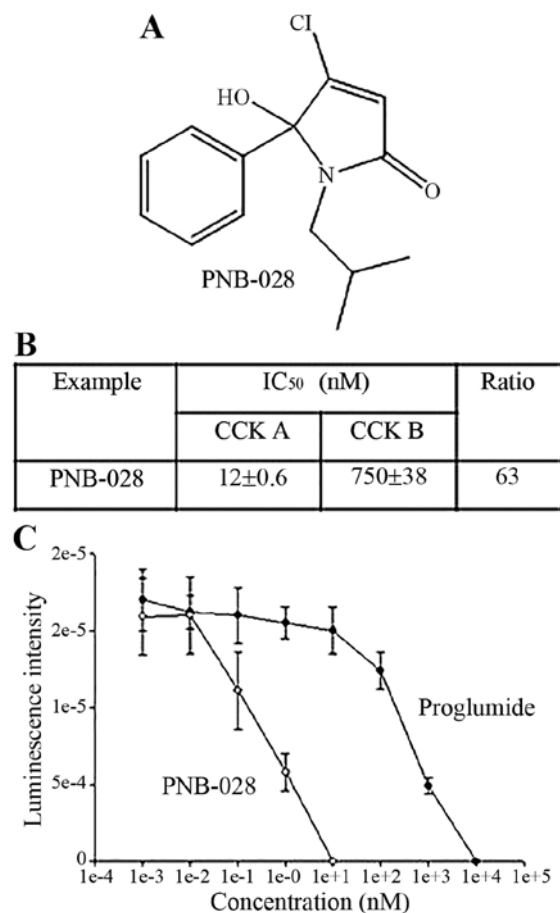 A
Cl
HO
N
O
PNB-028
B
Example IC50 (nM) Ratio
CCK A CCK B
PNB-028 12±0.6 750±38 63
C
Luminescence intensity
2e-5
2e-5
1e-5
5e-4
0
Proglumide
PNB-028
1e-4 1e-3 1e-2 1e-1 1e-0 1e+1 1e+2 1e+3 1e+4 1e+5
Concentration (nM)